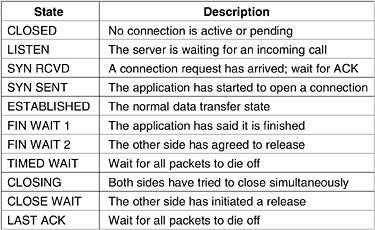 State Description
CLOSED No connection is active or pending
LISTEN The server is waiting for an incoming call
SYN RCVD A connection request has arrived; wait for ACK
SYN SENT The application has started to open a connection
ESTABLISHED The normal data transfer state
FIN WAIT 1 The application has said it is finished
FIN WAIT 2 The other side has agreed to release
TIMED WAIT Wait for all packets to die off
CLOSING Both sides have tried to close simultaneously
CLOSE WAIT The other side has initiated a release
LAST ACK Wait for all packets to die off